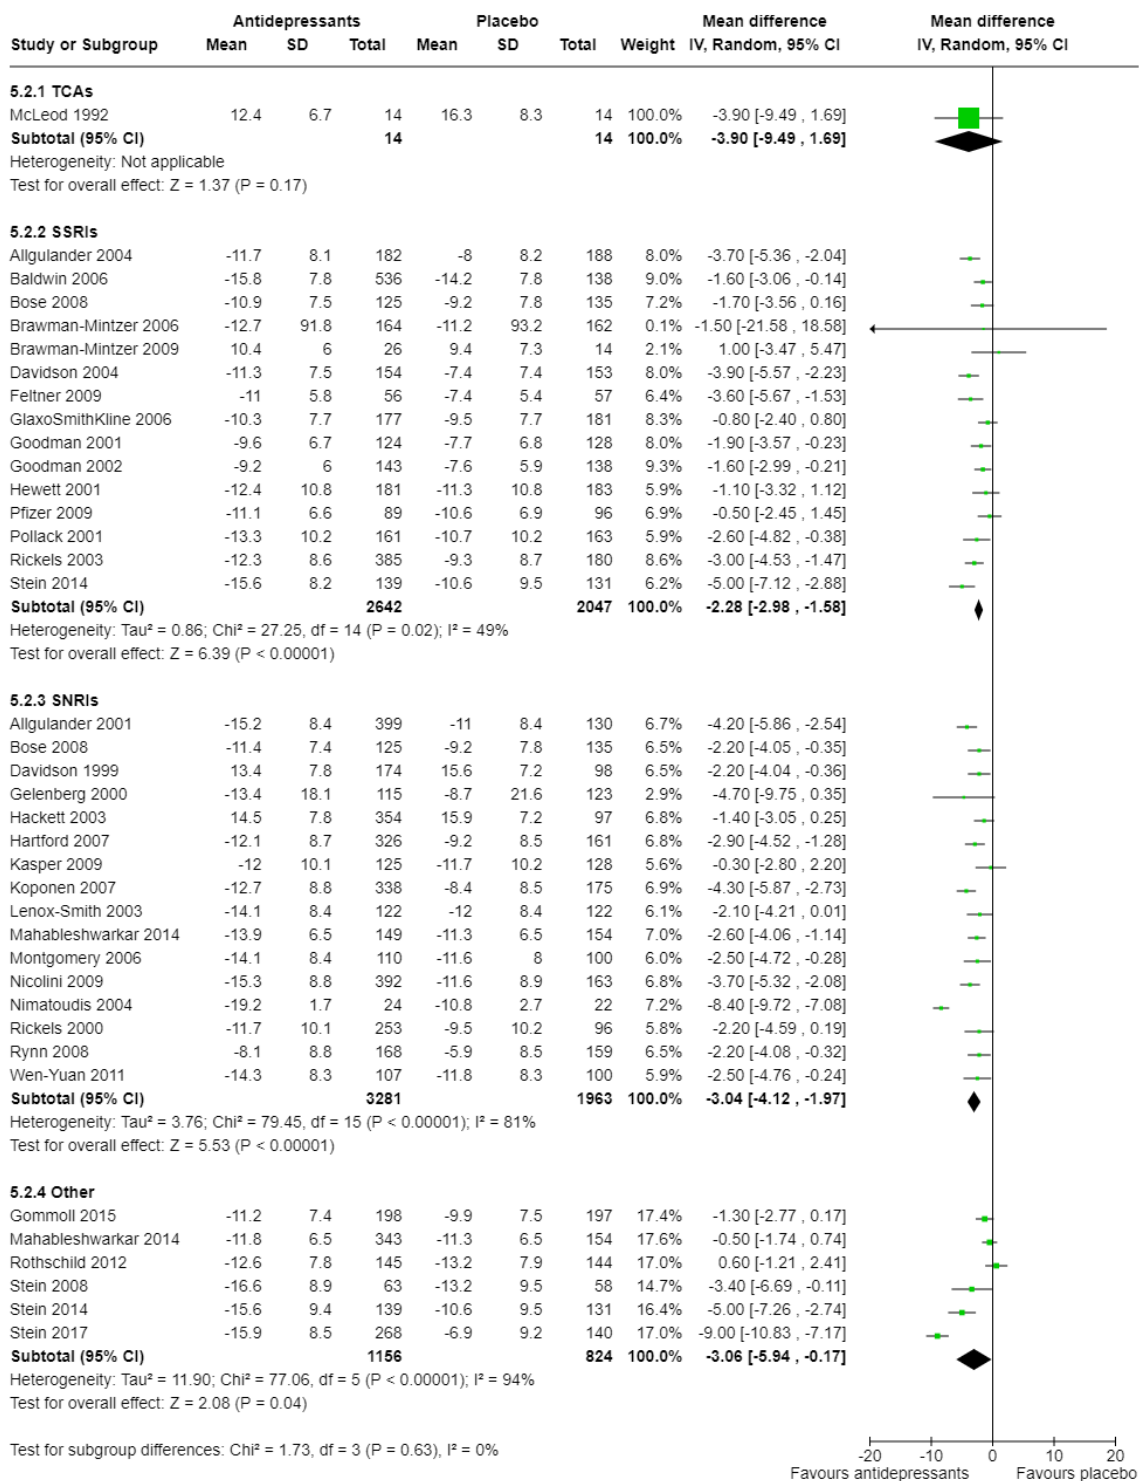 Antidepressants Placebo Mean difference Mean difference
Study or Subgroup Mean SD Total Mean SD Total Weight IV, Random, 95% CI IV, Random, 95% CI
5.2.1 TCAs
McLeod 1992 12.4 6.7 14 16.3 8.3 14 100.0% -3.90 [-9.49 , 1.69]
Subtotal (95% CI) 14 14 100.0% -3.90 [-9.49 , 1.69]
Heterogeneity: Not applicable
Test for overall effect: Z = 1.37 (P = 0.17)
5.2.2 SSRIs
Allgulander 2004 -11.7 8.1 182 -8 8.2 188 8.0% -3.70 [-5.36 , -2.04]
Baldwin 2006 -15.8 7.8 536 -14.2 7.8 138 9.0% -1.60 [-3.06 , -0.14]
Bose 2008 -10.9 7.5 125 -9.2 7.8 135 7.2% -1.70 [-3.56 , 0.16]
Brawman-Mintzer 2006 -12.7 91.8 164 -11.2 93.2 162 0.1% -1.50 [-21.58 , 18.58]
Brawman-Mintzer 2009 10.4 6 26 9.4 7.3 14 2.1% 1.00 [-3.47 , 5.47]
Davidson 2004 -11.3 7.5 154 -7.4 7.4 153 8.0% -3.90 [-5.57 , -2.23]
Feltner 2009 -11 5.8 56 -7.4 5.4 57 6.4% -3.60 [-5.67 , -1.53]
GlaxoSmithKline 2006 -10.3 7.7 177 -9.5 7.7 181 8.3% -0.80 [-2.40 , 0.80]
Goodman 2001 -9.6 6.7 124 -7.7 6.8 128 8.0% -1.90 [-3.57 , -0.23]
Goodman 2002 -9.2 6 143 -7.6 5.9 138 9.3% -1.60 [-2.99 , -0.21]
Hewett 2001 -12.4 10.8 181 -11.3 10.8 183 5.9% -1.10 [-3.32 , 1.12]
Pfizer 2009 -11.1 6.6 89 -10.6 6.9 96 6.9% -0.50 [-2.45 , 1.45]
Pollack 2001 -13.3 10.2 161 -10.7 10.2 163 5.9% -2.60 [-4.82 , -0.38]
Rickels 2003 -12.3 8.6 385 -9.3 8.7 180 8.6% -3.00 [-4.53 , -1.47]
Stein 2014 -15.6 8.2 139 -10.6 9.5 131 6.2% -5.00 [-7.12 , -2.88]
Subtotal (95% CI) 2642 2047 100.0% -2.28 [-2.98 , -1.58]
Heterogeneity: Tau² = 0.86; Chi² = 27.25, df = 14 (P = 0.02); I² = 49%
Test for overall effect: Z = 6.39 (P < 0.00001)
5.2.3 SNRIs
Allgulander 2001 -15.2 8.4 399 -11 8.4 130 6.7% -4.20 [-5.86 , -2.54]
Bose 2008 -11.4 7.4 125 -9.2 7.8 135 6.5% -2.20 [-4.05 , -0.35]
Davidson 1999 13.4 7.8 174 15.6 7.2 98 6.5% -2.20 [-4.04 , -0.36]
Gelenberg 2000 -13.4 18.1 115 -8.7 21.6 123 2.9% -4.70 [-9.75 , 0.35]
Hackett 2003 14.5 7.8 354 15.9 7.2 97 6.8% -1.40 [-3.05 , 0.25]
Hartford 2007 -12.1 8.7 326 -9.2 8.5 161 6.8% -2.90 [-4.52 , -1.28]
Kasper 2009 -12 10.1 125 -11.7 10.2 128 5.6% -0.30 [-2.80 , 2.20]
Koponen 2007 -12.7 8.8 338 -8.4 8.5 175 6.9% -4.30 [-5.87 , -2.73]
Lenox-Smith 2003 -14.1 8.4 122 -12 8.4 122 6.1% -2.10 [-4.21 , 0.01]
Mahableshwarkar 2014 -13.9 6.5 149 -11.3 6.5 154 7.0% -2.60 [-4.06 , -1.14]
Montgomery 2006 -14.1 8.4 110 -11.6 8 100 6.0% -2.50 [-4.72 , -0.28]
Nicolini 2009 -15.3 8.8 392 -11.6 8.9 163 6.8% -3.70 [-5.32 , -2.08]
Nimatoudis 2004 -19.2 1.7 24 -10.8 2.7 22 7.2% -8.40 [-9.72 , -7.08]
Rickels 2000 -11.7 10.1 253 -9.5 10.2 96 5.8% -2.20 [-4.59 , 0.19]
Rynn 2008 -8.1 8.8 168 -5.9 8.5 159 6.5% -2.20 [-4.08 , -0.32]
Wen-Yuan 2011 -14.3 8.3 107 -11.8 8.3 100 5.9% -2.50 [-4.76 , -0.24]
Subtotal (95% CI) 3281 1963 100.0% -3.04 [-4.12 , -1.97]
Heterogeneity: Tau² = 3.76; Chi² = 79.45, df = 15 (P < 0.00001); I² = 81%
Test for overall effect: Z = 5.53 (P < 0.00001)
5.2.4 Other
Gommoll 2015 -11.2 7.4 198 -9.9 7.5 197 17.4% -1.30 [-2.77 , 0.17]
Mahableshwarkar 2014 -11.8 6.5 343 -11.3 6.5 154 17.6% -0.50 [-1.74 , 0.74]
Rothschild 2012 -12.6 7.8 145 -13.2 7.9 144 17.0% 0.60 [-1.21 , 2.41]
Stein 2008 -16.6 8.9 63 -13.2 9.5 58 14.7% -3.40 [-6.69 , -0.11]
Stein 2014 -15.6 9.4 139 -10.6 9.5 131 16.4% -5.00 [-7.26 , -2.74]
Stein 2017 -15.9 8.5 268 -6.9 9.2 140 17.0% -9.00 [-10.83 , -7.17]
Subtotal (95% CI) 1156 824 100.0% -3.06 [-5.94 , -0.17]
Heterogeneity: Tau² = 11.90; Chi² = 77.06, df = 5 (P < 0.00001); I² = 94%
Test for overall effect: Z = 2.08 (P = 0.04)
Test for subgroup differences: Chi² = 1.73, df = 3 (P = 0.63), I² = 0%
-20 -10 0 10 20
Favours antidepressants Favours placebo